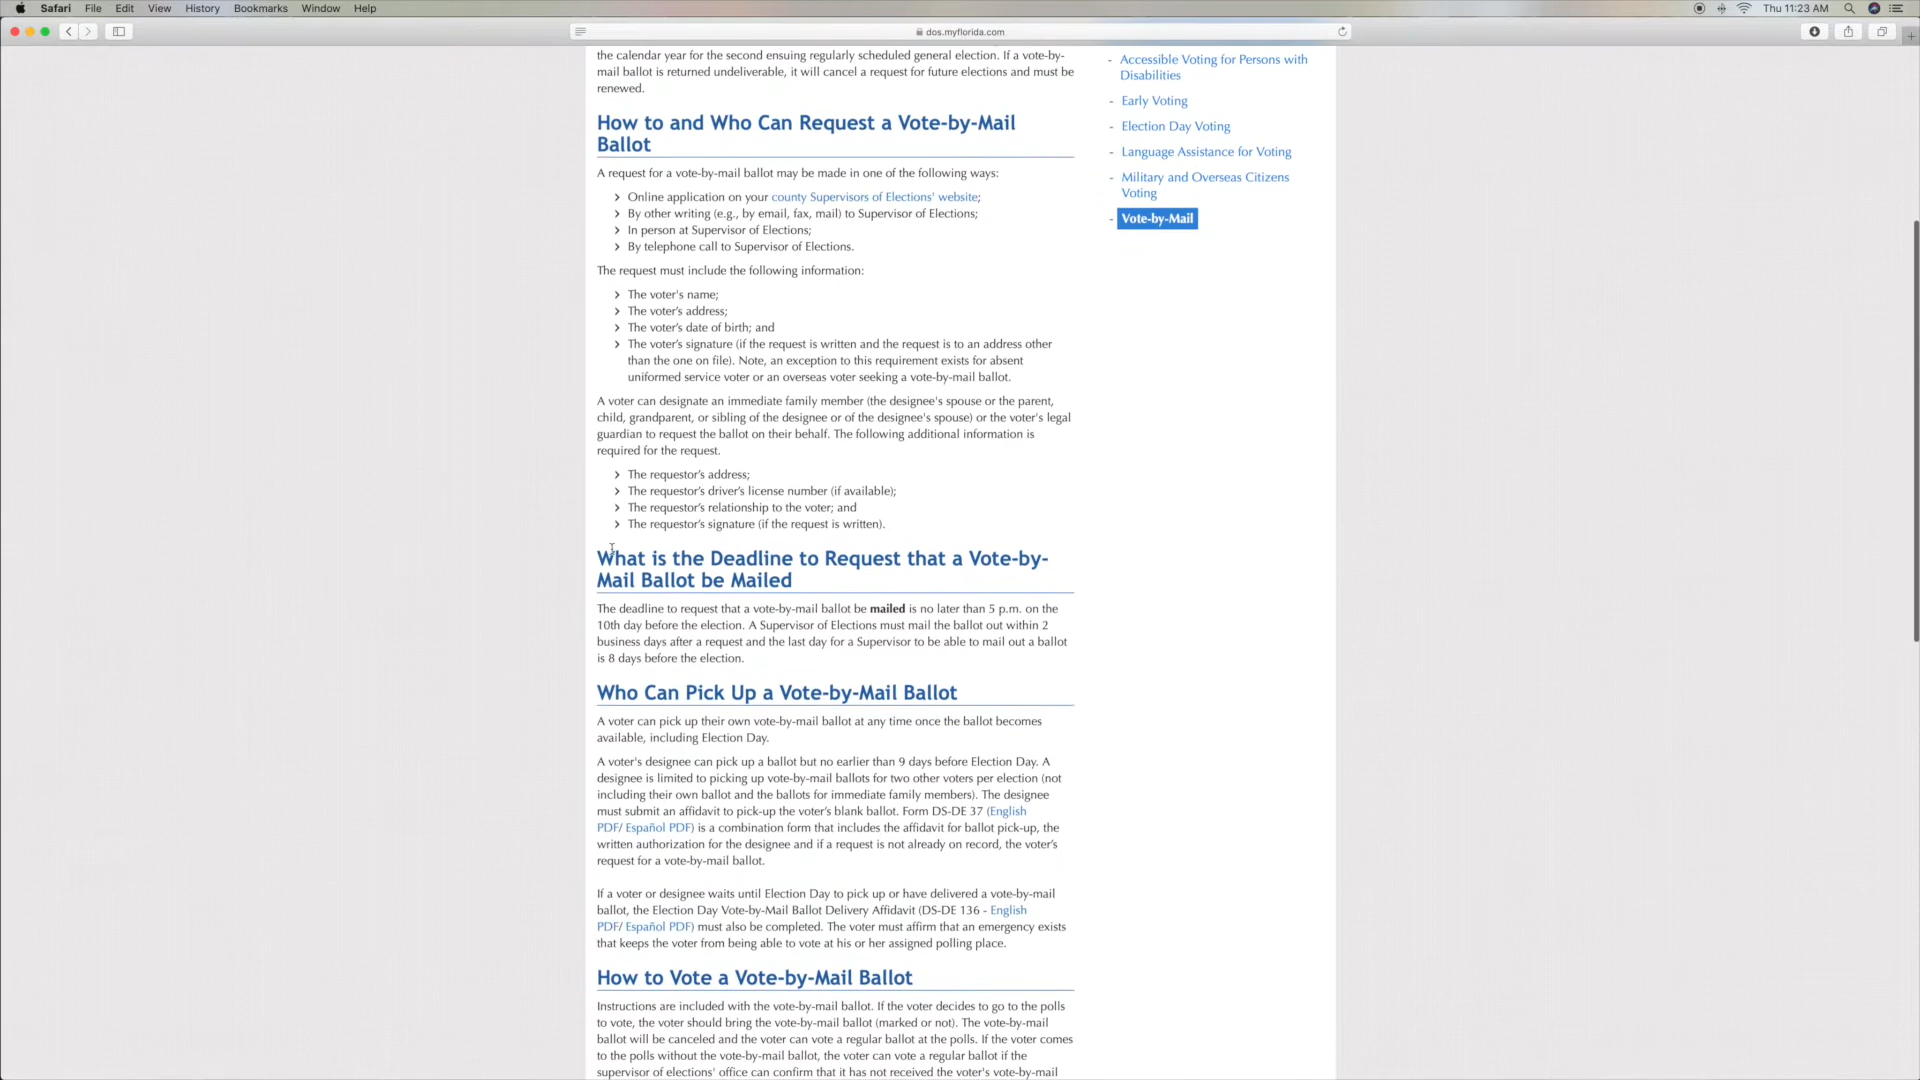 Safari File Edit View History Bookmarks Window Help Thu 11:23 AM
dos.myflorida.com
the calendar year for the second ensuing regularly scheduled general election. If a vote-by-
mail ballot is returned undeliverable, it will cancel a request for future elections and must be
renewed.
How to and Who Can Request a Vote-by-Mail
Ballot
A request for a vote-by-mail ballot may be made in one of the following ways:
> Online application on your county Supervisors of Elections' website;
> By other writing (e.g., by email, fax, mail) to Supervisor of Elections;
> In person at Supervisor of Elections;
> By telephone call to Supervisor of Elections.
The request must include the following information:
> The voter's name;
> The voter's address;
> The voter's date of birth; and
> The voter's signature (if the request is written and the request is to an address other
than the one on file). Note, an exception to this requirement exists for absent
uniformed service voter or an overseas voter seeking a vote-by-mail ballot.
A voter can designate an immediate family member (the designee's spouse or the parent,
child, grandparent, or sibling of the designee or of the designee's spouse) or the voter's legal
guardian to request the ballot on their behalf. The following additional information is
required for the request.
> The requestor's address;
> The requestor's driver's license number (if available);
> The requestor's relationship to the voter; and
> The requestor's signature (if the request is written).
What is the Deadline to Request that a Vote-by-
Mail Ballot be Mailed
The deadline to request that a vote-by-mail ballot be mailed is no later than 5 p.m. on the
10th day before the election. A Supervisor of Elections must mail the ballot out within 2
business days after a request and the last day for a Supervisor to be able to mail out a ballot
is 8 days before the election.
Who Can Pick Up a Vote-by-Mail Ballot
A voter can pick up their own vote-by-mail ballot at any time once the ballot becomes
available, including Election Day.
A voter's designee can pick up a ballot but no earlier than 9 days before Election Day. A
designee is limited to picking up vote-by-mail ballots for two other voters per election (not
including their own ballot and the ballots for immediate family members). The designee
must submit an affidavit to pick-up the voter's blank ballot. Form DS-DE 37 (English
PDF/ Español PDF) is a combination form that includes the affidavit for ballot pick-up, the
written authorization for the designee and if a request is not already on record, the voter's
request for a vote-by-mail ballot.
If a voter or designee waits until Election Day to pick up or have delivered a vote-by-mail
ballot, the Election Day Vote-by-Mail Ballot Delivery Affidavit (DS-DE 136 - English
PDF/ Español PDF) must also be completed. The voter must affirm that an emergency exists
that keeps the voter from being able to vote at his or her assigned polling place.
How to Vote a Vote-by-Mail Ballot
Instructions are included with the vote-by-mail ballot. If the voter decides to go to the polls
to vote, the voter should bring the vote-by-mail ballot (marked or not). The vote-by-mail
ballot will be canceled and the voter can vote a regular ballot at the polls. If the voter comes
to the polls without the vote-by-mail ballot, the voter can vote a regular ballot if the
supervisor of elections' office can confirm that it has not received the voter's vote-by-mail
- Accessible Voting for Persons with
Disabilities
- Early Voting
- Election Day Voting
- Language Assistance for Voting
- Military and Overseas Citizens
Voting
- Vote-by-Mail